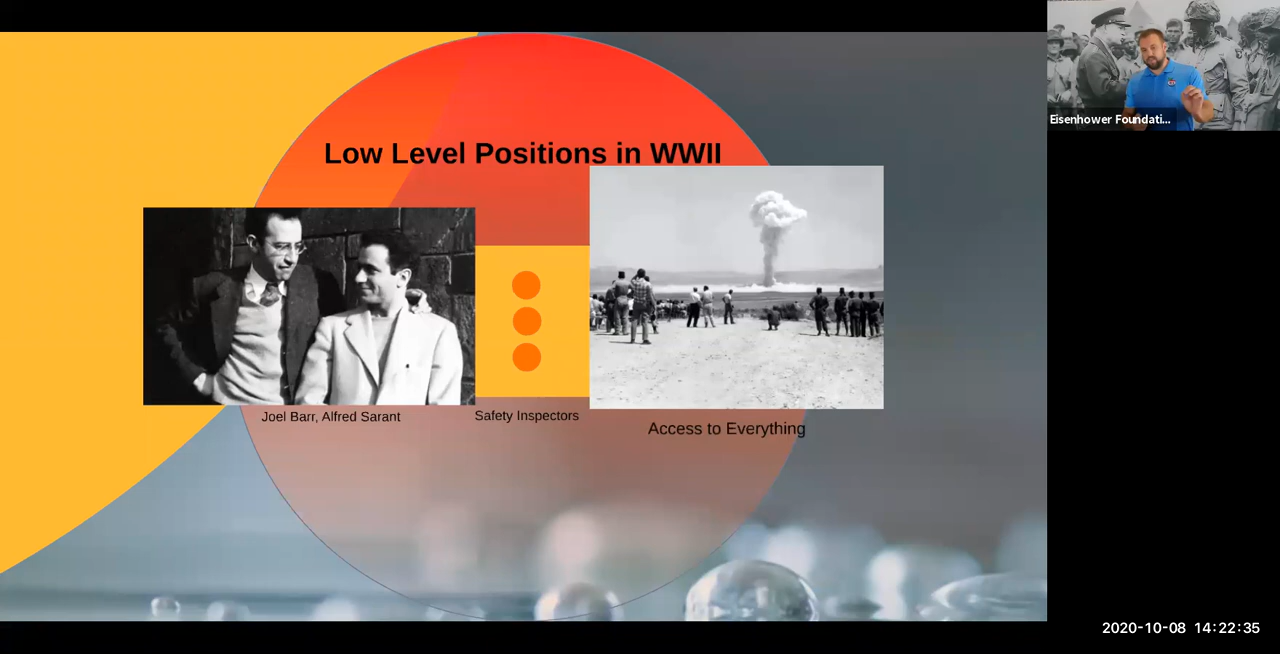 Low Level Positions in WWII
Eisenhower Foundati...
Joel Barr, Alfred Sarant
Safety Inspectors
Access to Everything
2020-10-08 14:22:35